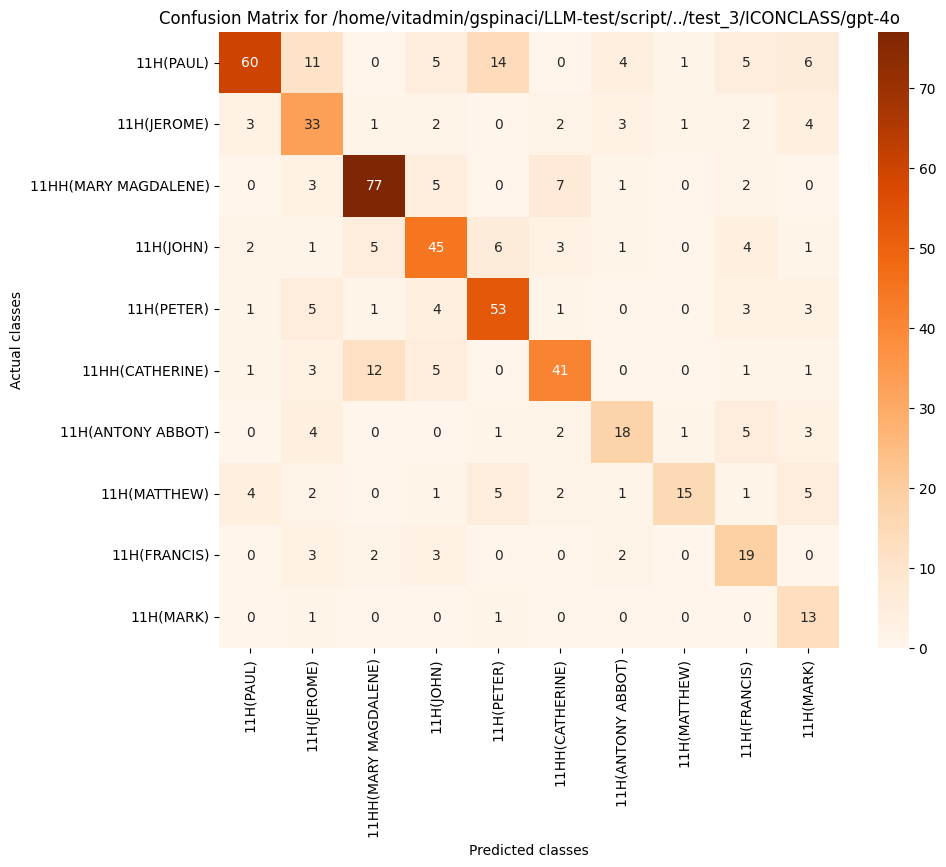 Confusion Matrix for /home/vitadmin/gspinaci/LLM-test/script/../test_3/ICONCLASS/gpt-4o
Actual classes
11H(PAUL) 60 11 0 5 14 0 4 1 5 6
11H(JEROME) 3 33 1 2 0 2 3 1 2 4
11HH(MARY MAGDALENE) 0 3 77 5 0 7 1 0 2 0
11H(JOHN) 2 1 5 45 6 3 1 0 4 1
11H(PETER) 1 5 1 4 53 1 0 0 3 3
11HH(CATHERINE) 1 3 12 5 0 41 0 0 1 1
11H(ANTONY ABBOT) 0 4 0 0 1 2 18 1 5 3
11H(MATTHEW) 4 2 0 1 5 2 1 15 1 5
11H(FRANCIS) 0 3 2 3 0 0 2 0 19 0
11H(MARK) 0 1 0 0 1 0 0 0 0 13
11H(PAUL)
11H(JEROME)
11HH(MARY MAGDALENE)
11H(JOHN)
11H(PETER)
11HH(CATHERINE)
11H(ANTONY ABBOT)
11H(MATTHEW)
11H(FRANCIS)
11H(MARK)
Predicted classes
70
60
50
40
30
20
10
0